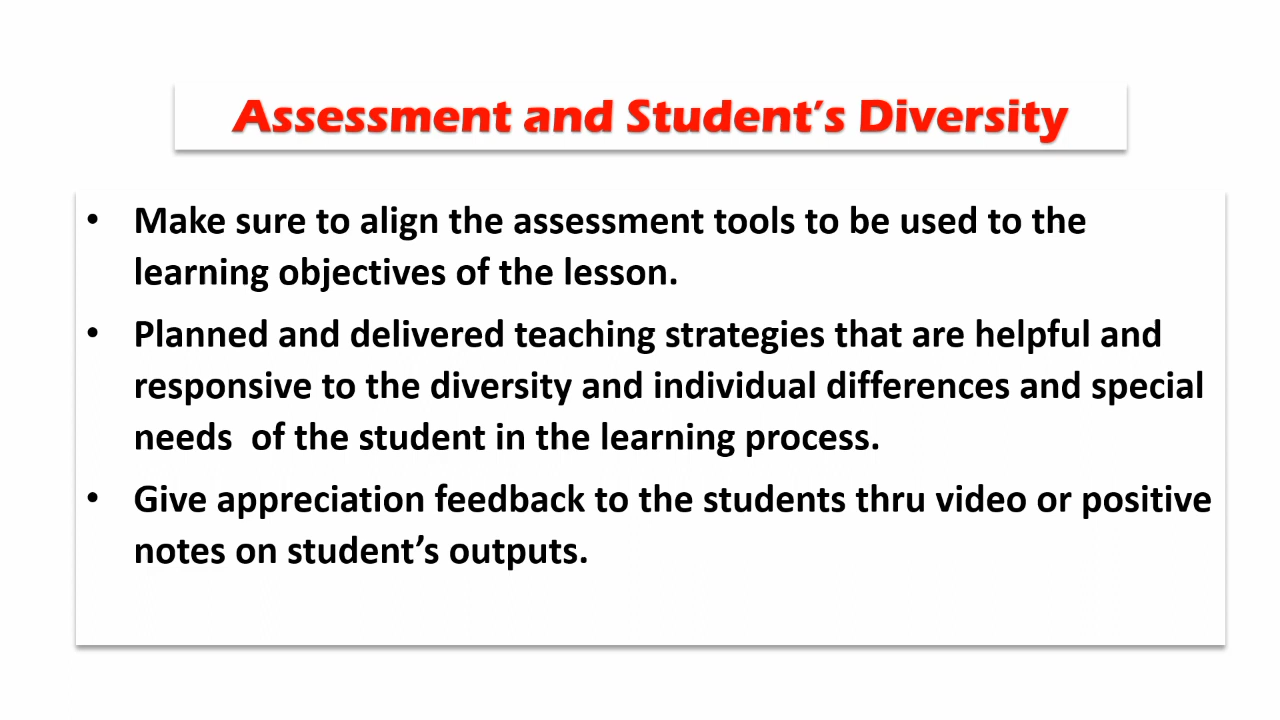 Assessment and Student’s Diversity
• Make sure to align the assessment tools to be used to the
learning objectives of the lesson.
• Planned and delivered teaching strategies that are helpful and
responsive to the diversity and individual differences and special
needs  of the student in the learning process.
• Give appreciation feedback to the students thru video or positive
notes on student’s outputs.